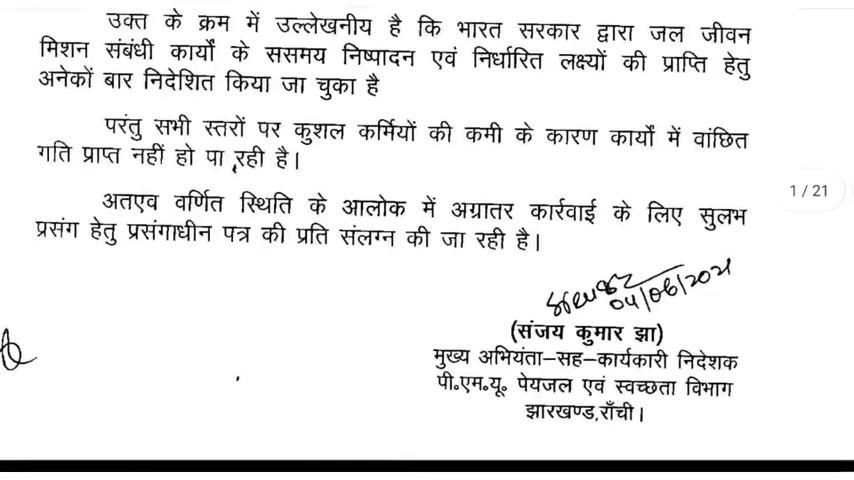 उक्त के क्रम में उल्लेखनीय है कि भारत सरकार द्वारा जल जीवन
मिशन संबंधी कार्यो के ससमय निष्पादन एवं निर्धारित लक्ष्यों की प्राप्ति हेतु
अनेकों बार निदेशित किया जा चुका है
परंतु सभी स्तरों पर कुशल कर्मियों की कमी के कारण कार्यों में वांछित
गति प्राप्त नहीं हो पा रही है।
1 / 21
अतएव वर्णित स्थिति के आलोक में अग्रातर कार्रवाई के लिए सुलभ
प्रसंग हेतु प्रसंगाधीन पत्र की प्रति संलग्न की जा रही है।
04/06/2021
(संजय कुमार झा)
मुख्य अभियंता–सह–कार्यकारी निदेशक
पी०एम०यू० पेयजल एवं स्वच्छता विभाग
झारखण्ड,राँची।